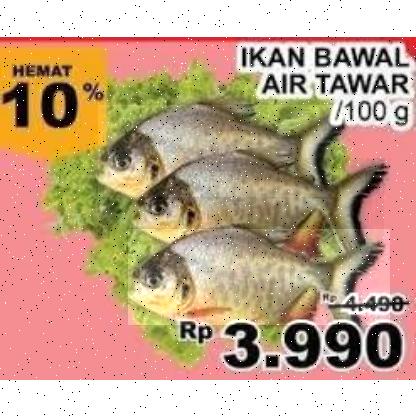 HEMAT
10%
IKAN BAWAL
AIR TAWAR
/100 g
Rp 4.490
Rp 3.990